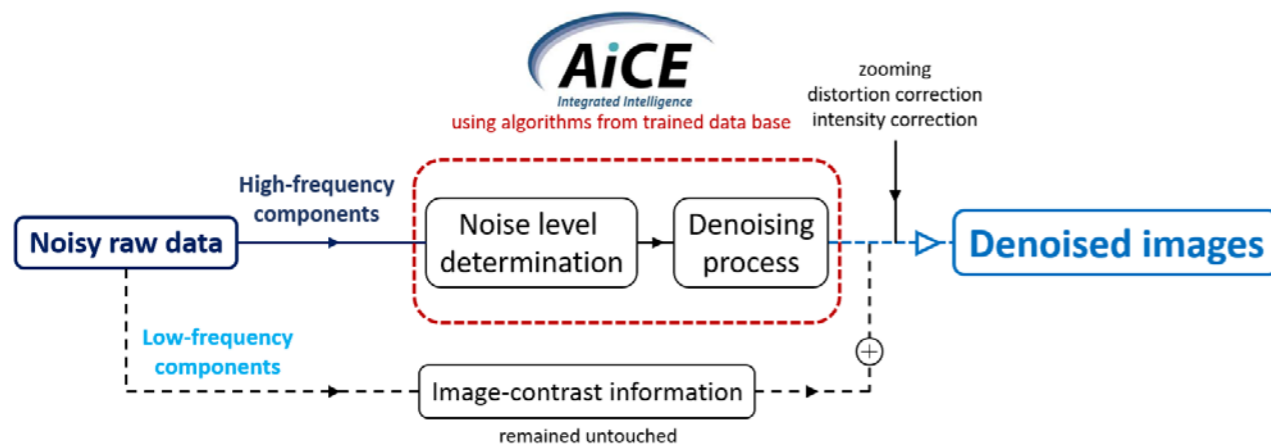 AiCE
Integrated Intelligence
using algorithms from trained data base
zooming
distortion correction
intensity correction
High-frequency
components
Noisy raw data
Noise level
determination
Denoising
process
Denoised images
Low-frequency
components
+
Image-contrast information
remained untouched